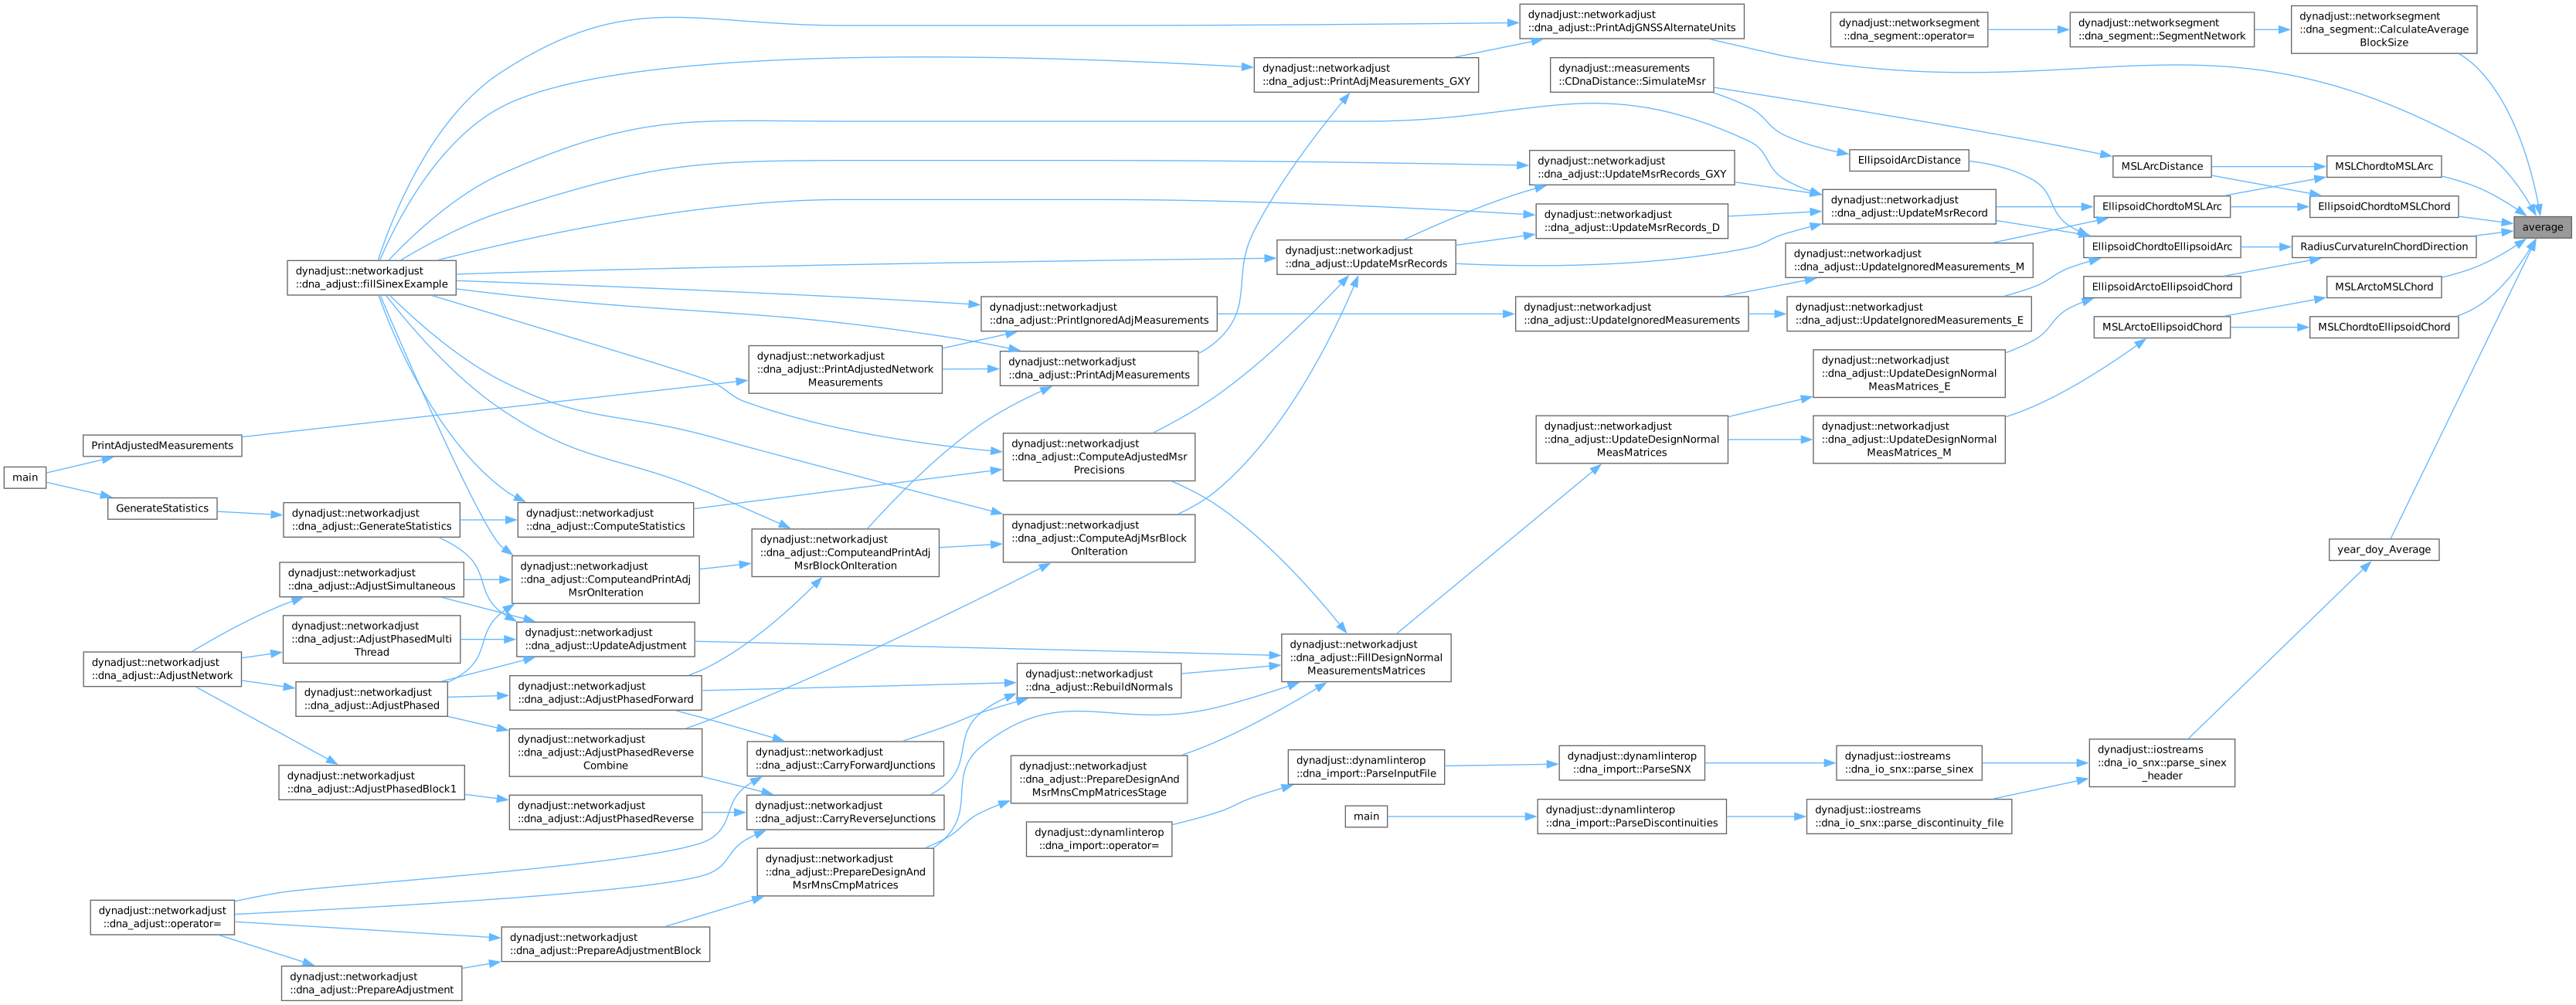 main
PrintAdjustedMeasurements
GenerateStatistics
dynadjust::networkadjust
::dna_adjust::AdjustNetwork
dynadjust::networkadjust
::dna_adjust::operator=
dynadjust::networkadjust
::dna_adjust::fillSinexExample
dynadjust::networkadjust
::dna_adjust::GenerateStatistics
dynadjust::networkadjust
::dna_adjust::AdjustSimultaneous
dynadjust::networkadjust
::dna_adjust::AdjustPhasedMulti
Thread
dynadjust::networkadjust
::dna_adjust::AdjustPhased
dynadjust::networkadjust
::dna_adjust::AdjustPhasedBlock1
dynadjust::networkadjust
::dna_adjust::PrepareAdjustment
dynadjust::networkadjust
::dna_adjust::ComputeStatistics
dynadjust::networkadjust
::dna_adjust::ComputeandPrintAdj
MsrOnIteration
dynadjust::networkadjust
::dna_adjust::UpdateAdjustment
dynadjust::networkadjust
::dna_adjust::AdjustPhasedForward
dynadjust::networkadjust
::dna_adjust::AdjustPhasedReverse
Combine
dynadjust::networkadjust
::dna_adjust::AdjustPhasedReverse
dynadjust::networkadjust
::dna_adjust::PrepareAdjustmentBlock
dynadjust::networkadjust
::dna_adjust::PrintAdjustedNetwork
Measurements
dynadjust::networkadjust
::dna_adjust::ComputeandPrintAdj
MsrBlockOnIteration
dynadjust::networkadjust
::dna_adjust::CarryForwardJunctions
dynadjust::networkadjust
::dna_adjust::CarryReverseJunctions
dynadjust::networkadjust
::dna_adjust::PrepareDesignAnd
MsrMnsCmpMatrices
dynadjust::networkadjust
::dna_adjust::PrintIgnoredAdjMeasurements
dynadjust::networkadjust
::dna_adjust::PrintAdjMeasurements
dynadjust::networkadjust
::dna_adjust::ComputeAdjustedMsr
Precisions
dynadjust::networkadjust
::dna_adjust::ComputeAdjMsrBlock
OnIteration
dynadjust::networkadjust
::dna_adjust::RebuildNormals
dynadjust::networkadjust
::dna_adjust::PrepareDesignAnd
MsrMnsCmpMatricesStage
dynadjust::dynamlinterop
::dna_import::operator=
dynadjust::networkadjust
::dna_adjust::PrintAdjMeasurements_GXY
dynadjust::networkadjust
::dna_adjust::UpdateMsrRecords
dynadjust::networkadjust
::dna_adjust::FillDesignNormal
MeasurementsMatrices
dynadjust::dynamlinterop
::dna_import::ParseInputFile
main
dynadjust::networkadjust
::dna_adjust::PrintAdjGNSSAlternateUnits
dynadjust::measurements
::CDnaDistance::SimulateMsr
dynadjust::networkadjust
::dna_adjust::UpdateMsrRecords_GXY
dynadjust::networkadjust
::dna_adjust::UpdateMsrRecords_D
dynadjust::networkadjust
::dna_adjust::UpdateIgnoredMeasurements
dynadjust::networkadjust
::dna_adjust::UpdateDesignNormal
MeasMatrices
dynadjust::dynamlinterop
::dna_import::ParseSNX
dynadjust::dynamlinterop
::dna_import::ParseDiscontinuities
dynadjust::networksegment
::dna_segment::operator=
EllipsoidArcDistance
dynadjust::networkadjust
::dna_adjust::UpdateMsrRecord
dynadjust::networkadjust
::dna_adjust::UpdateIgnoredMeasurements_M
dynadjust::networkadjust
::dna_adjust::UpdateIgnoredMeasurements_E
dynadjust::networkadjust
::dna_adjust::UpdateDesignNormal
MeasMatrices_E
dynadjust::networkadjust
::dna_adjust::UpdateDesignNormal
MeasMatrices_M
dynadjust::iostreams
::dna_io_snx::parse_sinex
dynadjust::iostreams
::dna_io_snx::parse_discontinuity_file
dynadjust::networksegment
::dna_segment::SegmentNetwork
MSLArcDistance
EllipsoidChordtoMSLArc
EllipsoidChordtoEllipsoidArc
EllipsoidArctoEllipsoidChord
MSLArctoEllipsoidChord
dynadjust::iostreams
::dna_io_snx::parse_sinex
_header
dynadjust::networksegment
::dna_segment::CalculateAverage
BlockSize
MSLChordtoMSLArc
EllipsoidChordtoMSLChord
RadiusCurvatureInChordDirection
MSLArctoMSLChord
MSLChordtoEllipsoidChord
year_doy_Average
average